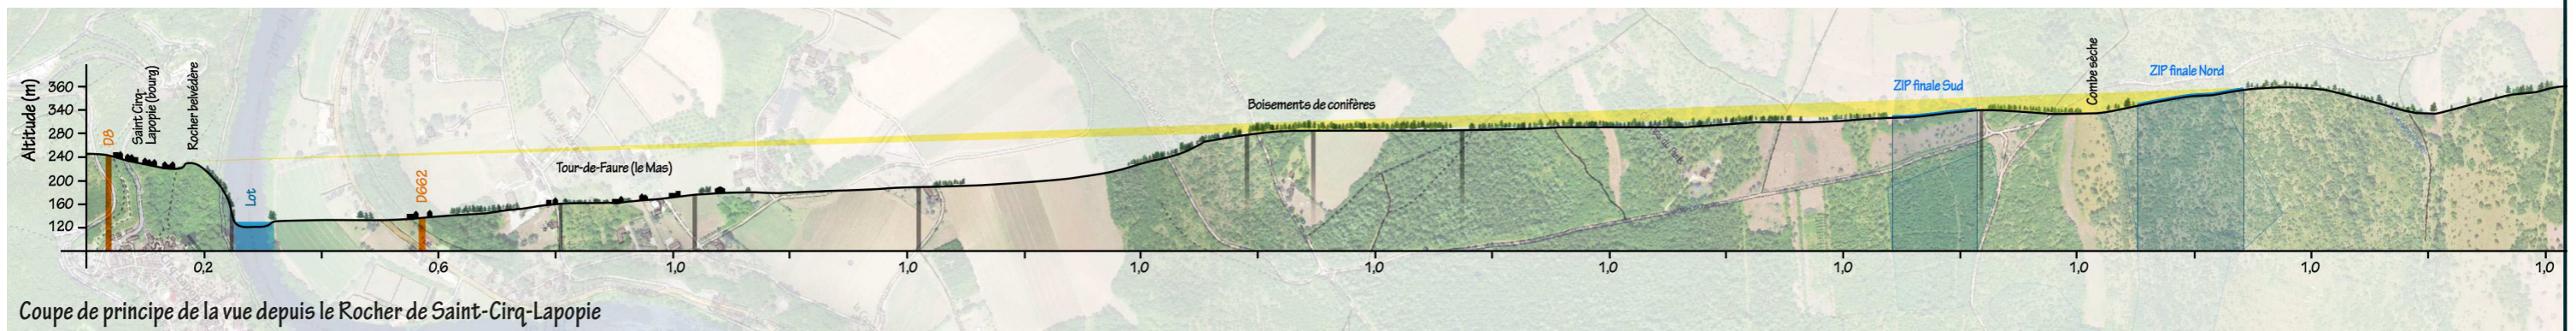 Altitude (m)
360
340
280
240
200
160
120
D8
Saint Cirq-
Lapopie (bourg)
Rocher belvédère
Lot
D662
Tour-de-Faure (le Mas)
Boisements de conifères
ZIP finale Sud
Combe sèche
ZIP finale Nord
0,2
0,6
1,0
1,0
1,0
1,0
1,0
1,0
1,0
1,0
1,0
Coupe de principe de la vue depuis le Rocher de Saint-Cirq-Lapopie